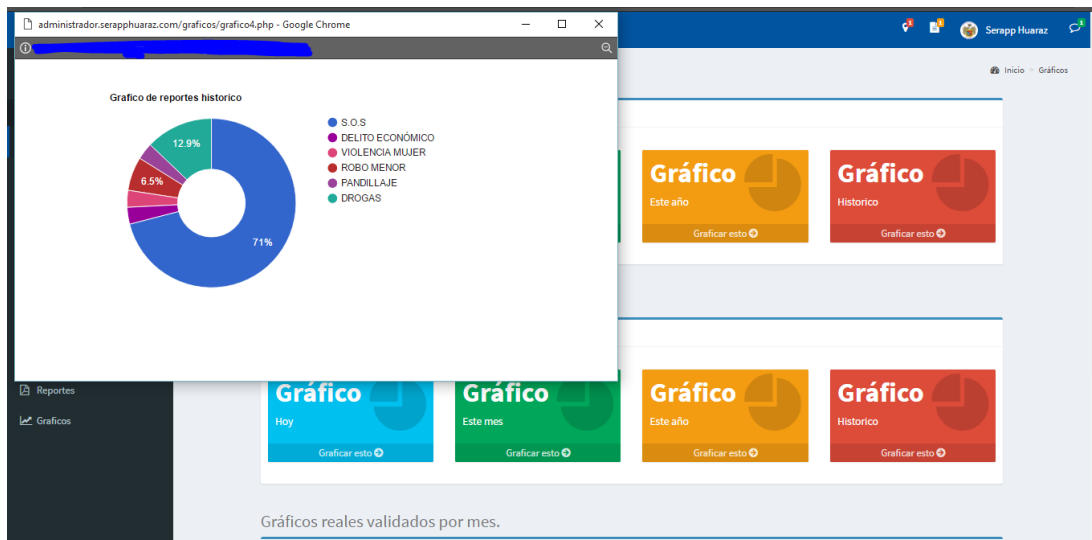 administrador.serapphuaraz.com/graficos/grafico4.php - Google Chrome
1
1
Serapp Huaraz
1
Inicio > Gráficos
Grafico de reportes historico
S.O.S
DELITO ECONÓMICO
VIOLENCIA MUJER
ROBO MENOR
PANDILLAJE
DROGAS
12.9%
6.5%
71%
Gráfico
Este año
Graficar esto
Gráfico
Historico
Graficar esto
Reportes
Graficos
Gráfico
Hoy
Graficar esto
Gráfico
Este mes
Graficar esto
Gráfico
Este año
Graficar esto
Gráfico
Historico
Graficar esto
Gráficos reales validados por mes.